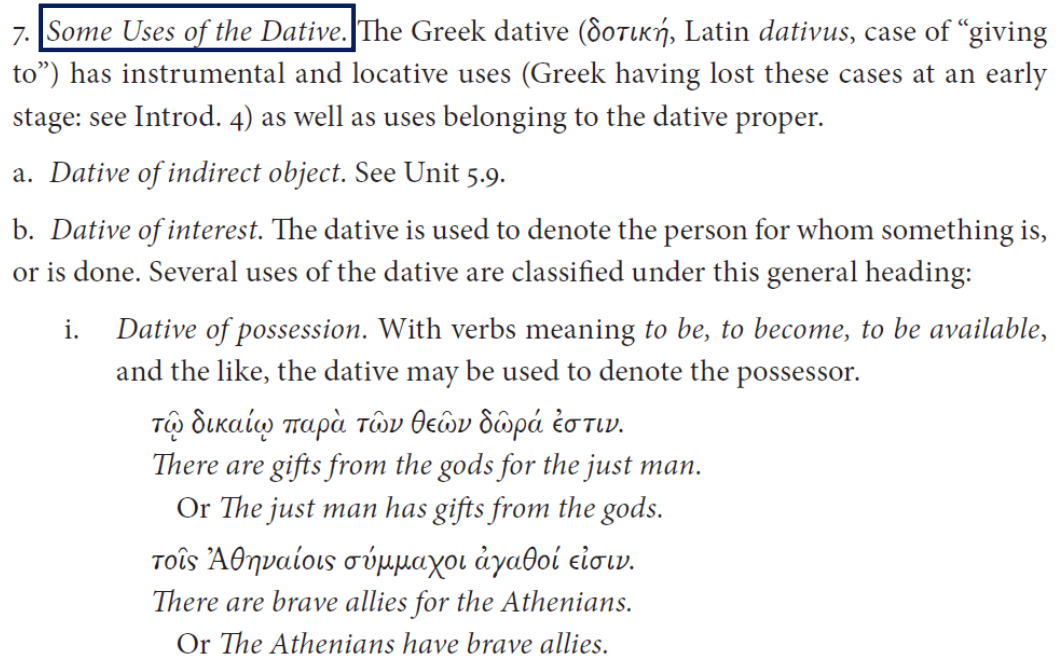 7. Some Uses of the Dative. The Greek dative (δοτική, Latin dativus, case of “giving
to”) has instrumental and locative uses (Greek having lost these cases at an early
stage: see Introd. 4) as well as uses belonging to the dative proper.
a. Dative of indirect object. See Unit 5.9.
b. Dative of interest. The dative is used to denote the person for whom something is,
or is done. Several uses of the dative are classified under this general heading:
i. Dative of possession. With verbs meaning to be, to become, to be available,
and the like, the dative may be used to denote the possessor.
τῷ δικαίῳ παρὰ τῶν θεῶν δῶρά ἐστιν.
There are gifts from the gods for the just man.
Or The just man has gifts from the gods.
τοῖς Ἀθηναίοις σύμμαχοι ἀγαθοί εἰσιν.
There are brave allies for the Athenians.
Or The Athenians have brave allies.